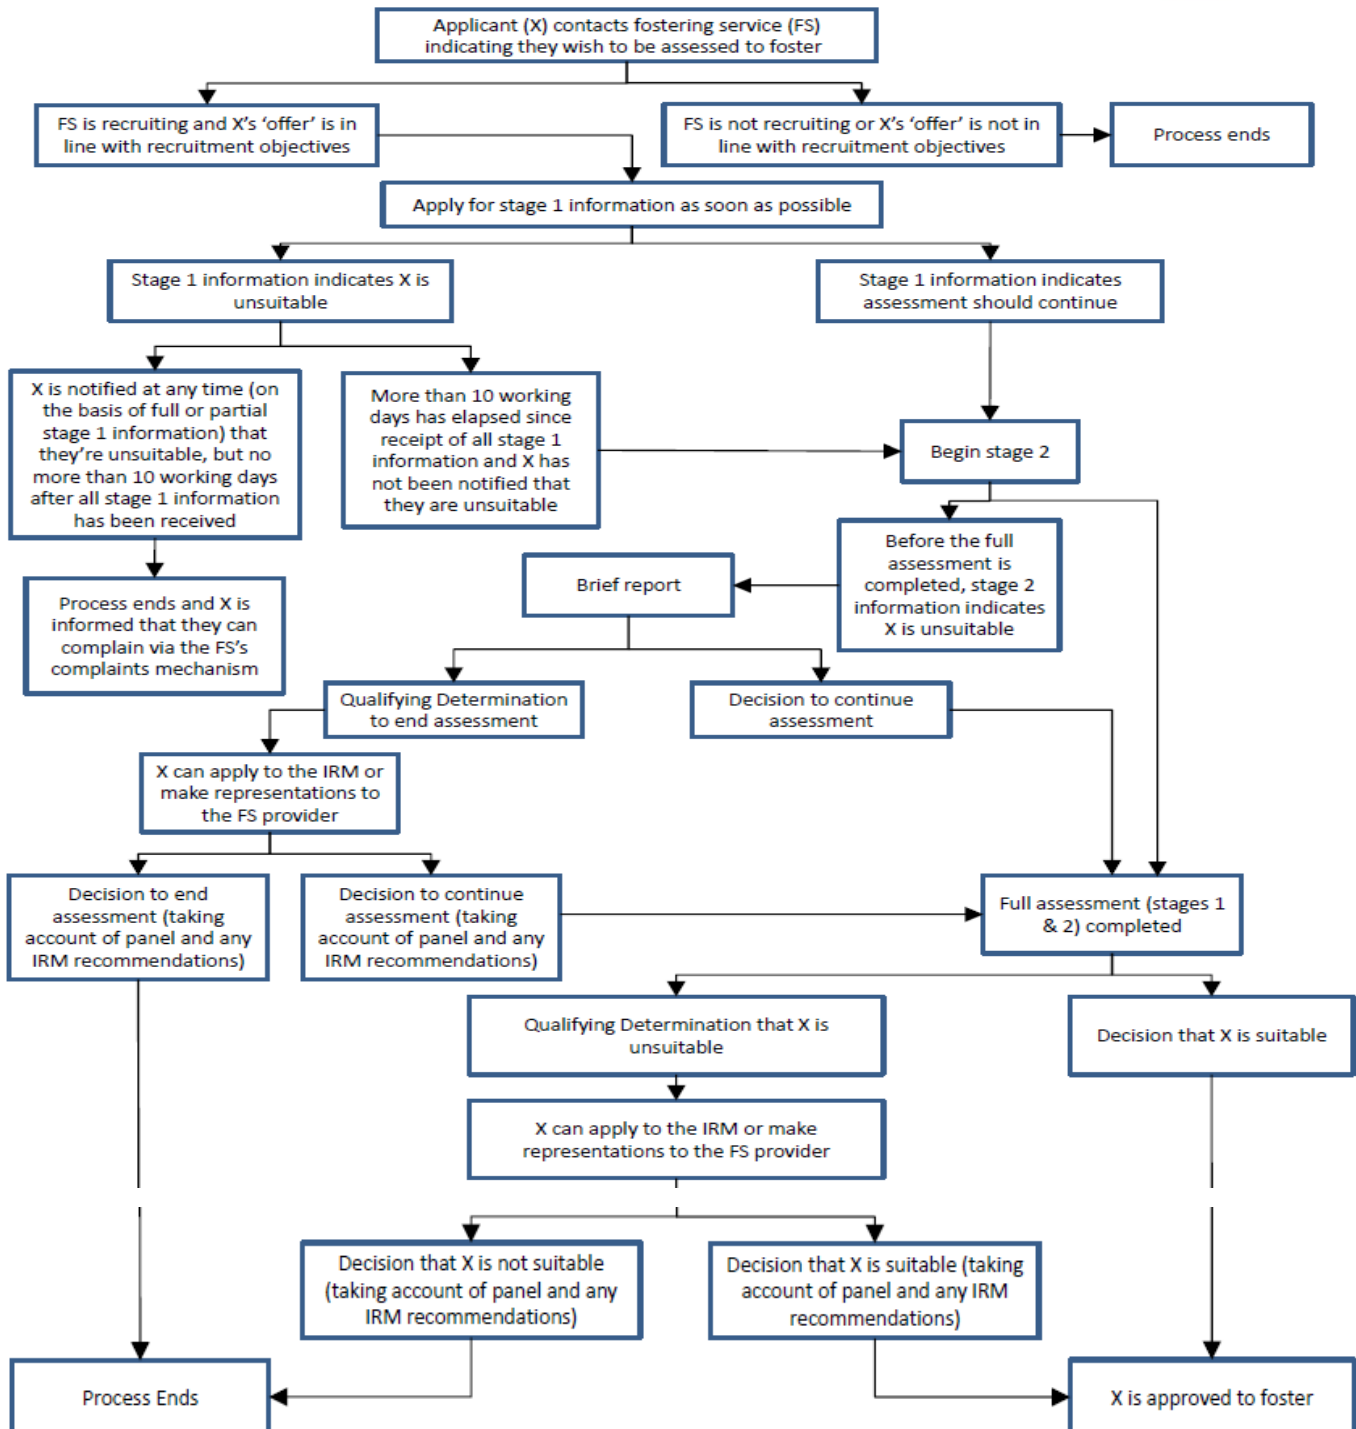 Applicant (X) contacts fostering service (FS)
indicating they wish to be assessed to foster
FS is recruiting and X's 'offer' is in
line with recruitment objectives
FS is not recruiting or X's 'offer' is not in
line with recruitment objectives
Process ends
Apply for stage 1 information as soon as possible
Stage 1 information indicates X is
unsuitable
Stage 1 information indicates
assessment should continue
X is notified at any time (on
the basis of full or partial
stage 1 information) that
they're unsuitable, but no
more than 10 working days
after all stage 1 information
has been received
More than 10 working
days has elapsed since
receipt of all stage 1
information and X has
not been notified that
they are unsuitable
Begin stage 2
Before the full
assessment is
completed, stage 2
information indicates
X is unsuitable
Brief report
Process ends and X is
informed that they can
complain via the FS's
complaints mechanism
Qualifying Determination
to end assessment
Decision to continue
assessment
X can apply to the IRM or
make representations to
the FS provider
Decision to end
assessment (taking
account of panel and any
IRM recommendations)
Decision to continue
assessment (taking
account of panel and any
IRM recommendations)
Full assessment (stages 1
& 2) completed
Qualifying Determination that X is
unsuitable
Decision that X is suitable
X can apply to the IRM or make
representations to the FS provider
Decision that X is not suitable
(taking account of panel and any
IRM recommendations)
Decision that X is suitable (taking
account of panel and any IRM
recommendations)
Process Ends
X is approved to foster